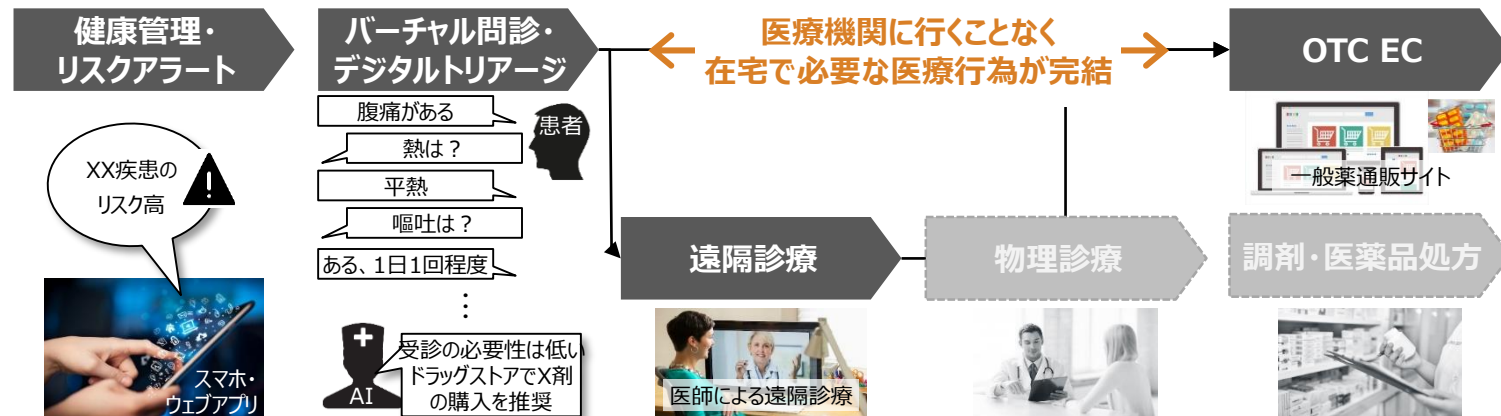 健康管理・
リスクアラート
バーチャル問診・
デジタルトリアージ
医療機関に行くことなく
在宅で必要な医療行為が完結
OTC EC
腹痛がある
患者
熱は？
平熱
嘔吐は？
ある、1日1回程度
⋮
XX疾患の
リスク高
スマホ・
ウェブアプリ
AI
受診の必要性は低い
ドラッグストアでX剤
の購入を推奨
遠隔診療
医師による遠隔診療
物理診療
一般薬通販サイト
調剤・医薬品処方